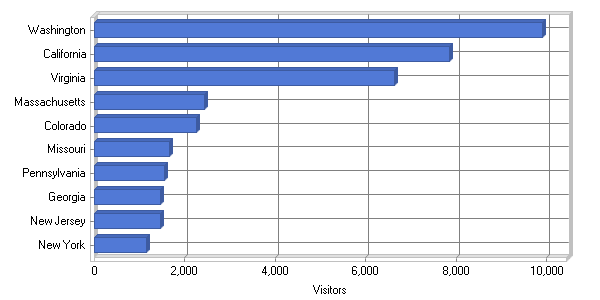 Washington
California
Virginia
Massachusetts
Colorado
Missouri
Pennsylvania
Georgia
New Jersey
New York
0 2,000 4,000 6,000 8,000 10,000
Visitors